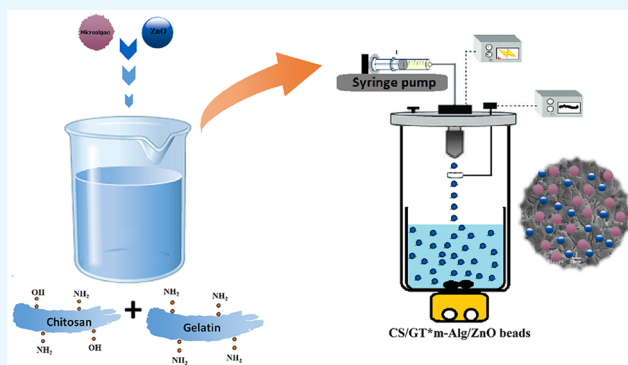 Microalgae
ZnO
Syringe pump
OH
NH2
NH2
NH2
Chitosan
+
Gelatin
NH2
OH
NH2
NH2
CS/GT*m-Alg/ZnO beads